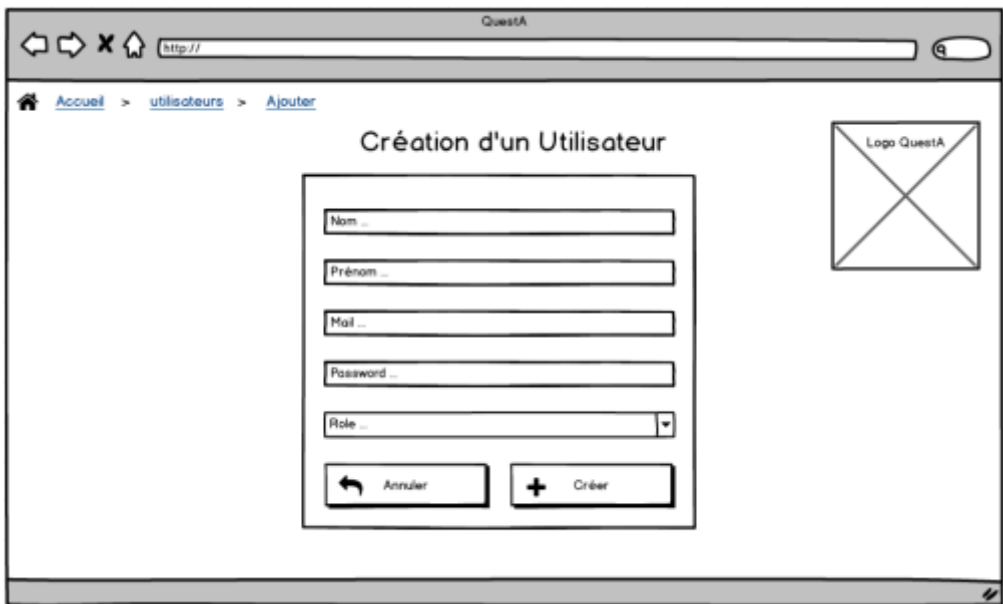 QuestA
http://
Accueil > utilisateurs > Ajouter
Création d'un Utilisateur
Logo QuestA
Nom ...
Prénom ...
Mail ...
Password ...
Role ...
Annuler
Créer